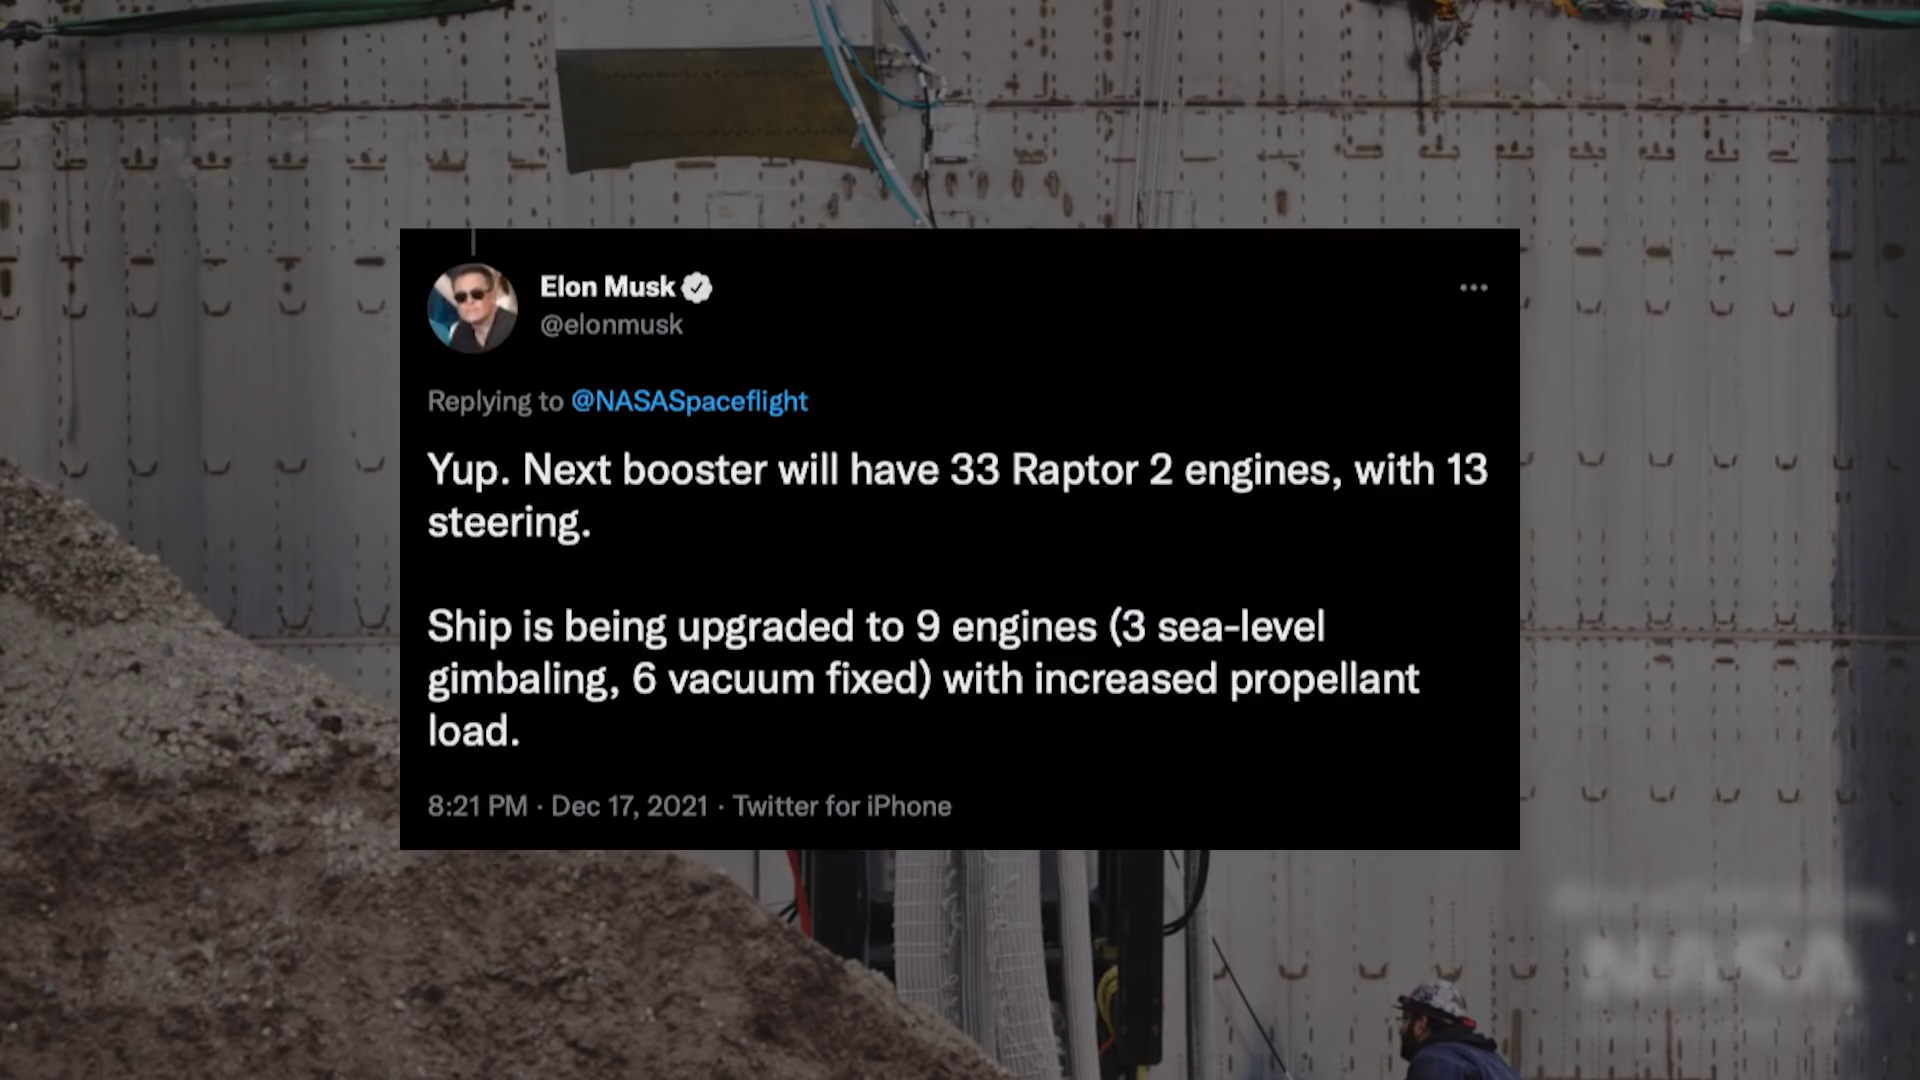 Elon Musk
@elonmusk
Replying to @NASASpaceflight
Yup. Next booster will have 33 Raptor 2 engines, with 13
steering.
Ship is being upgraded to 9 engines (3 sea-level
gimbaling, 6 vacuum fixed) with increased propellant
load.
8:21 PM · Dec 17, 2021 · Twitter for iPhone
NASA